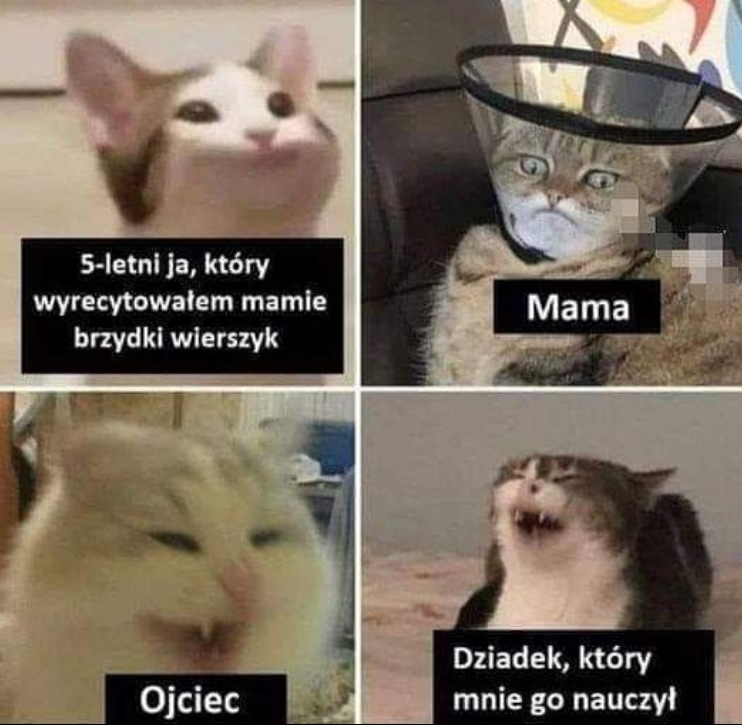 5-letni ja, który
wyrecytowałem mamie
brzydki wierszyk
Mama
Ojciec
Dziadek, który
mnie go nauczył